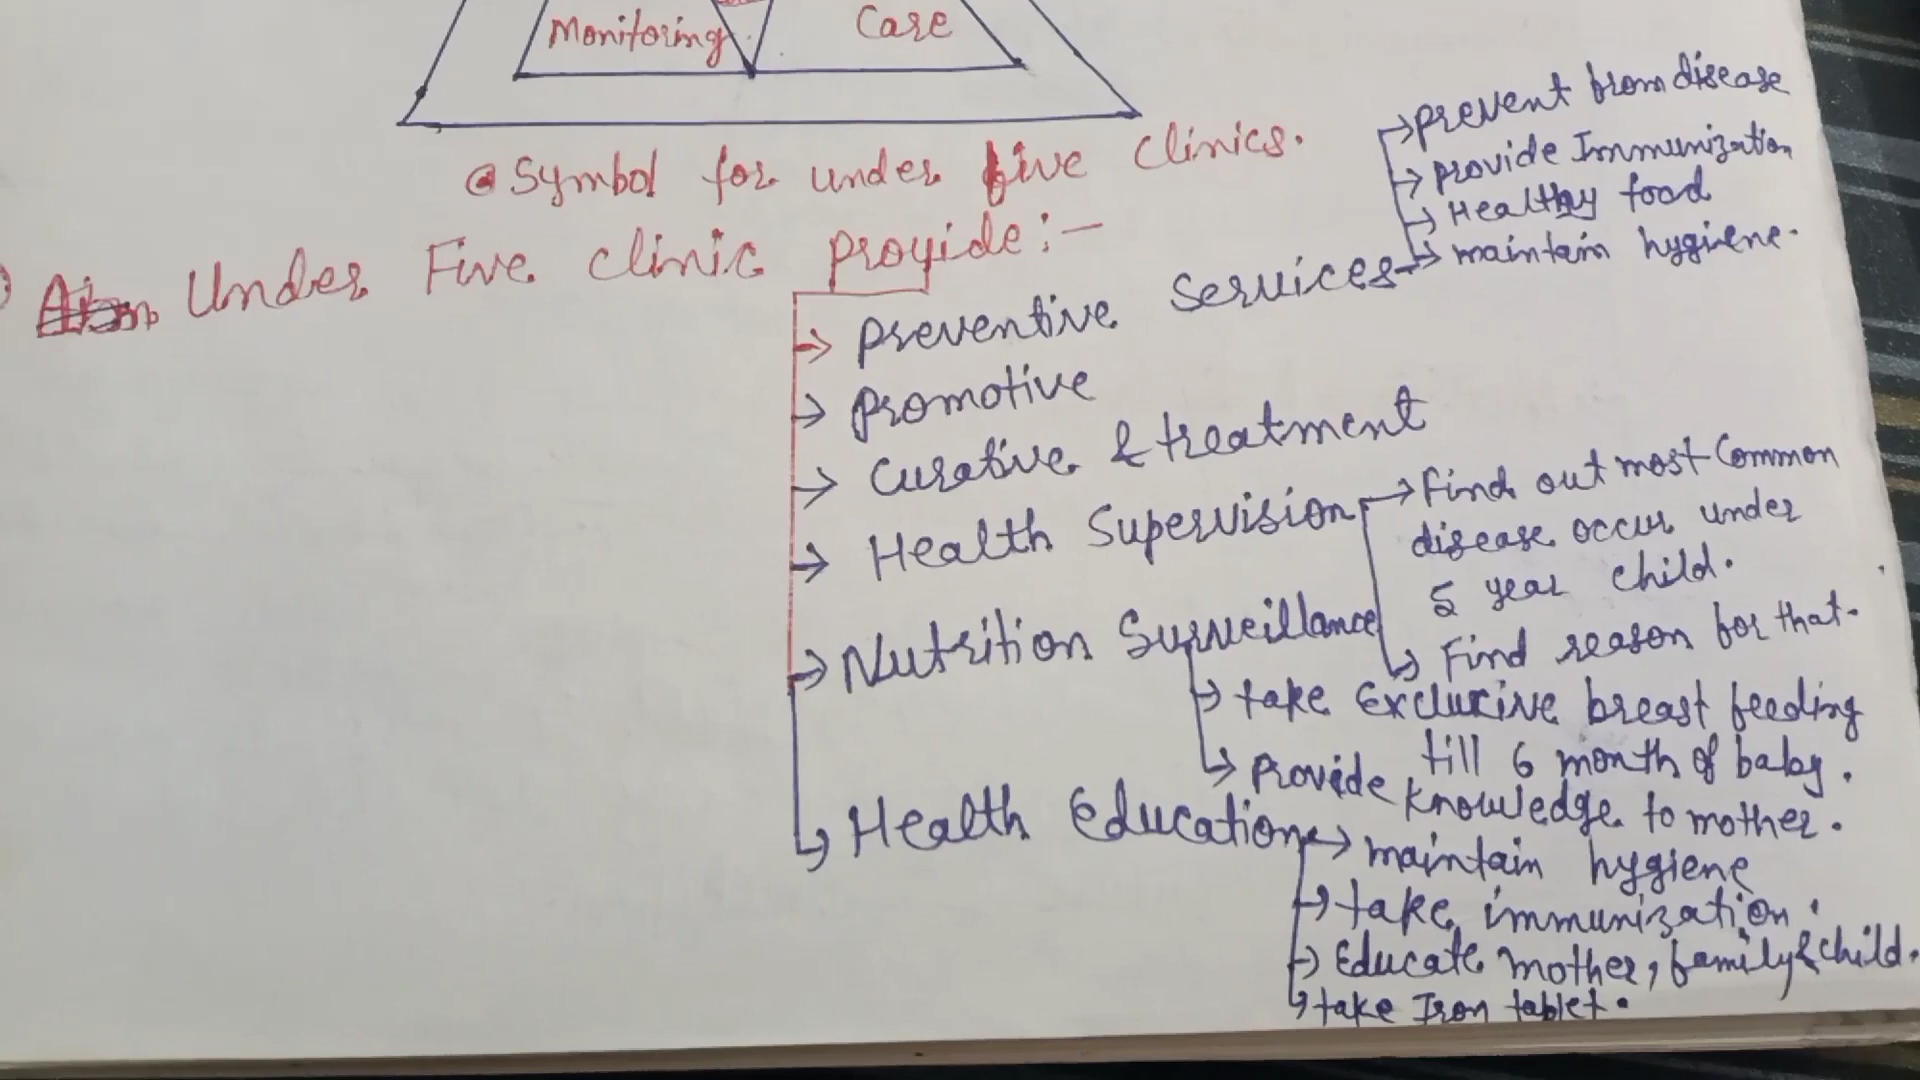 Monitoring Care
Symbol for under five clinics.
Under Five clinic provide:-
→ preventive services
→ prevent from disease
→ provide Immunization
→ Healthy food
→ maintain hygiene.
→ promotive
→ curative & treatment
→ Health Supervision
→ Find out most common
disease occur under
5 year child.
→ Find reason for that.
→ Nutrition Surveillance
→ take Exclusive breast feeding
till 6 month of baby.
→ Provide knowledge to mother.
→ Health Education
→ maintain hygiene
→ take immunization.
→ Educate mother, family & child.
→ take Iron tablet.